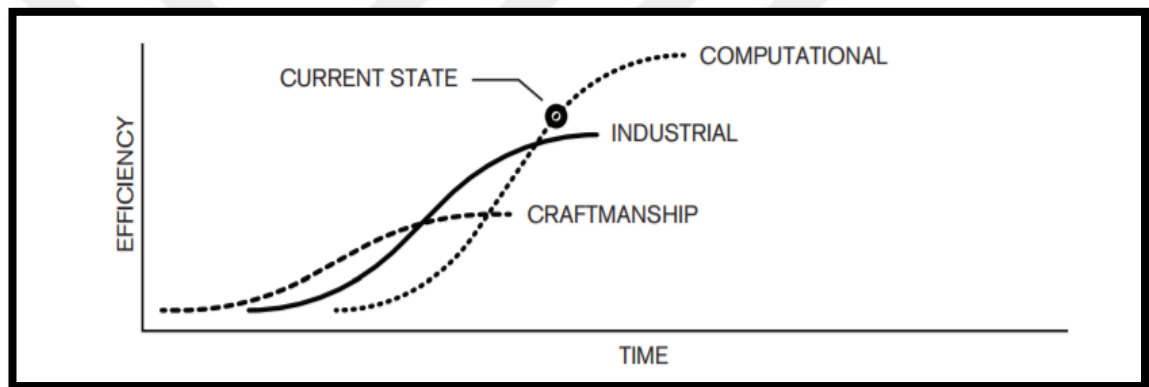 COMPUTATIONAL
CURRENT STATE
INDUSTRIAL
CRAFTMANSHIP
EFFICIENCY
TIME